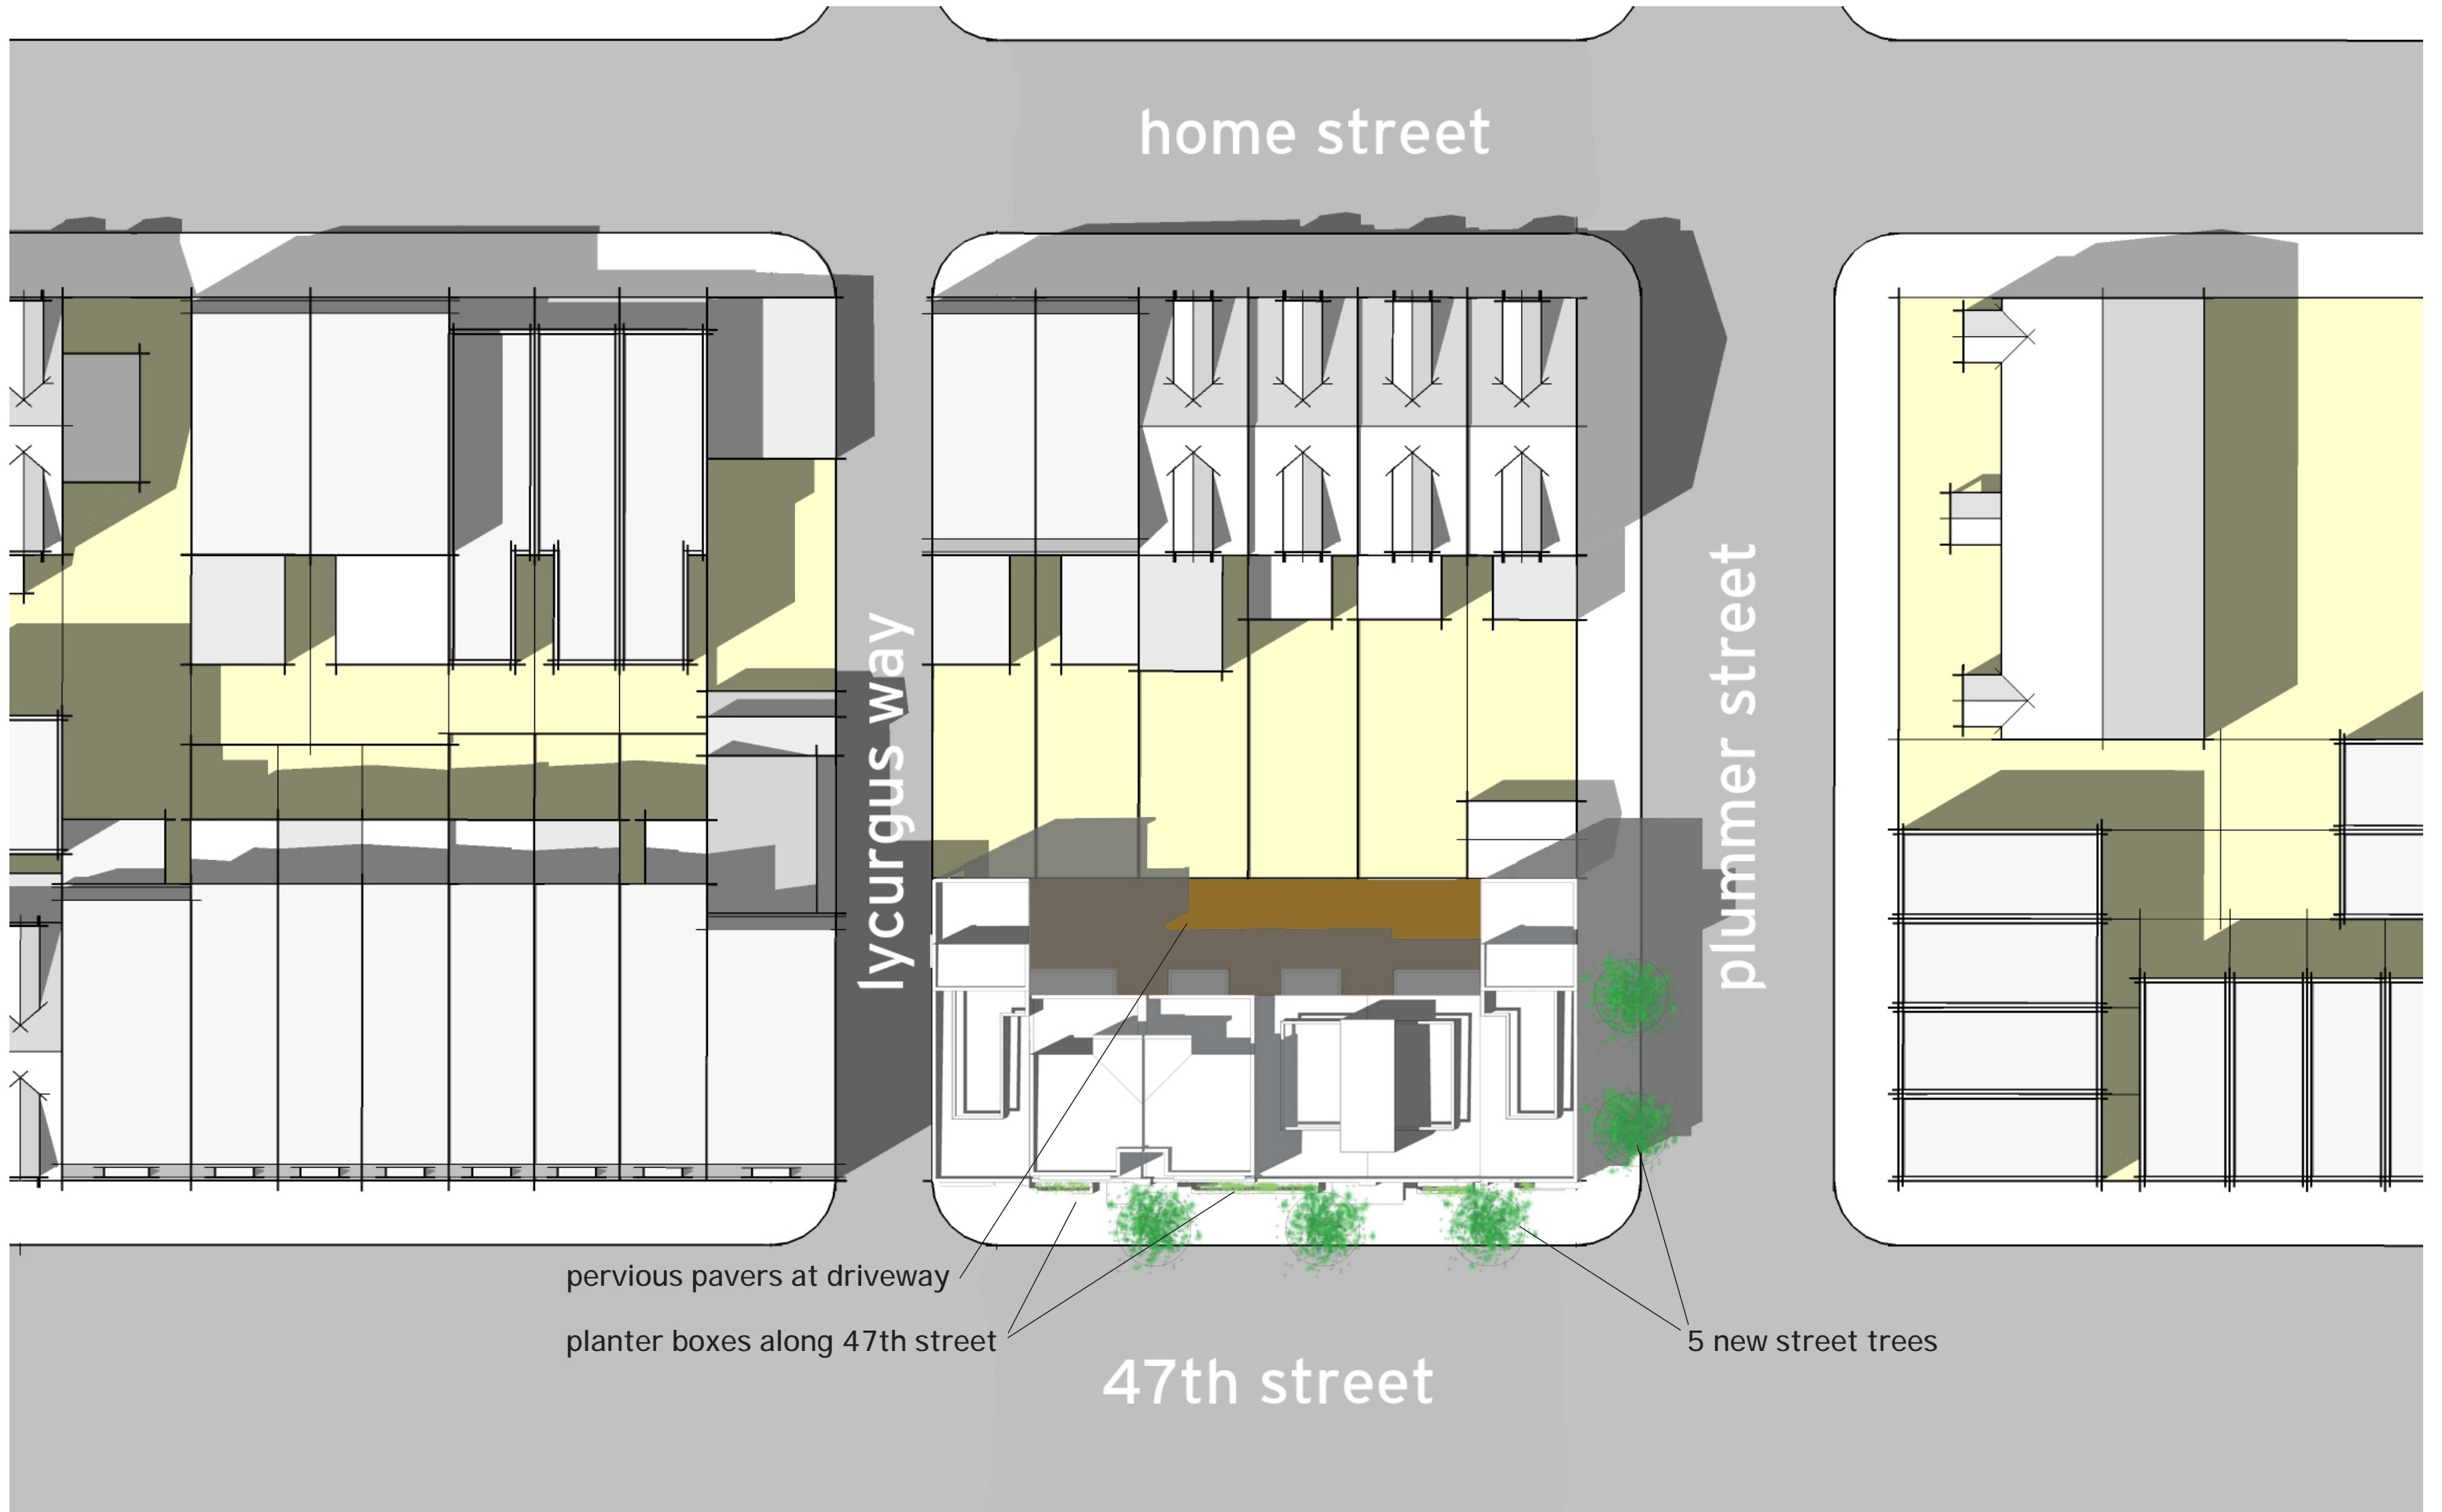 home street
lycurgus way
plummer street
pervious pavers at driveway
planter boxes along 47th street
5 new street trees
47th street